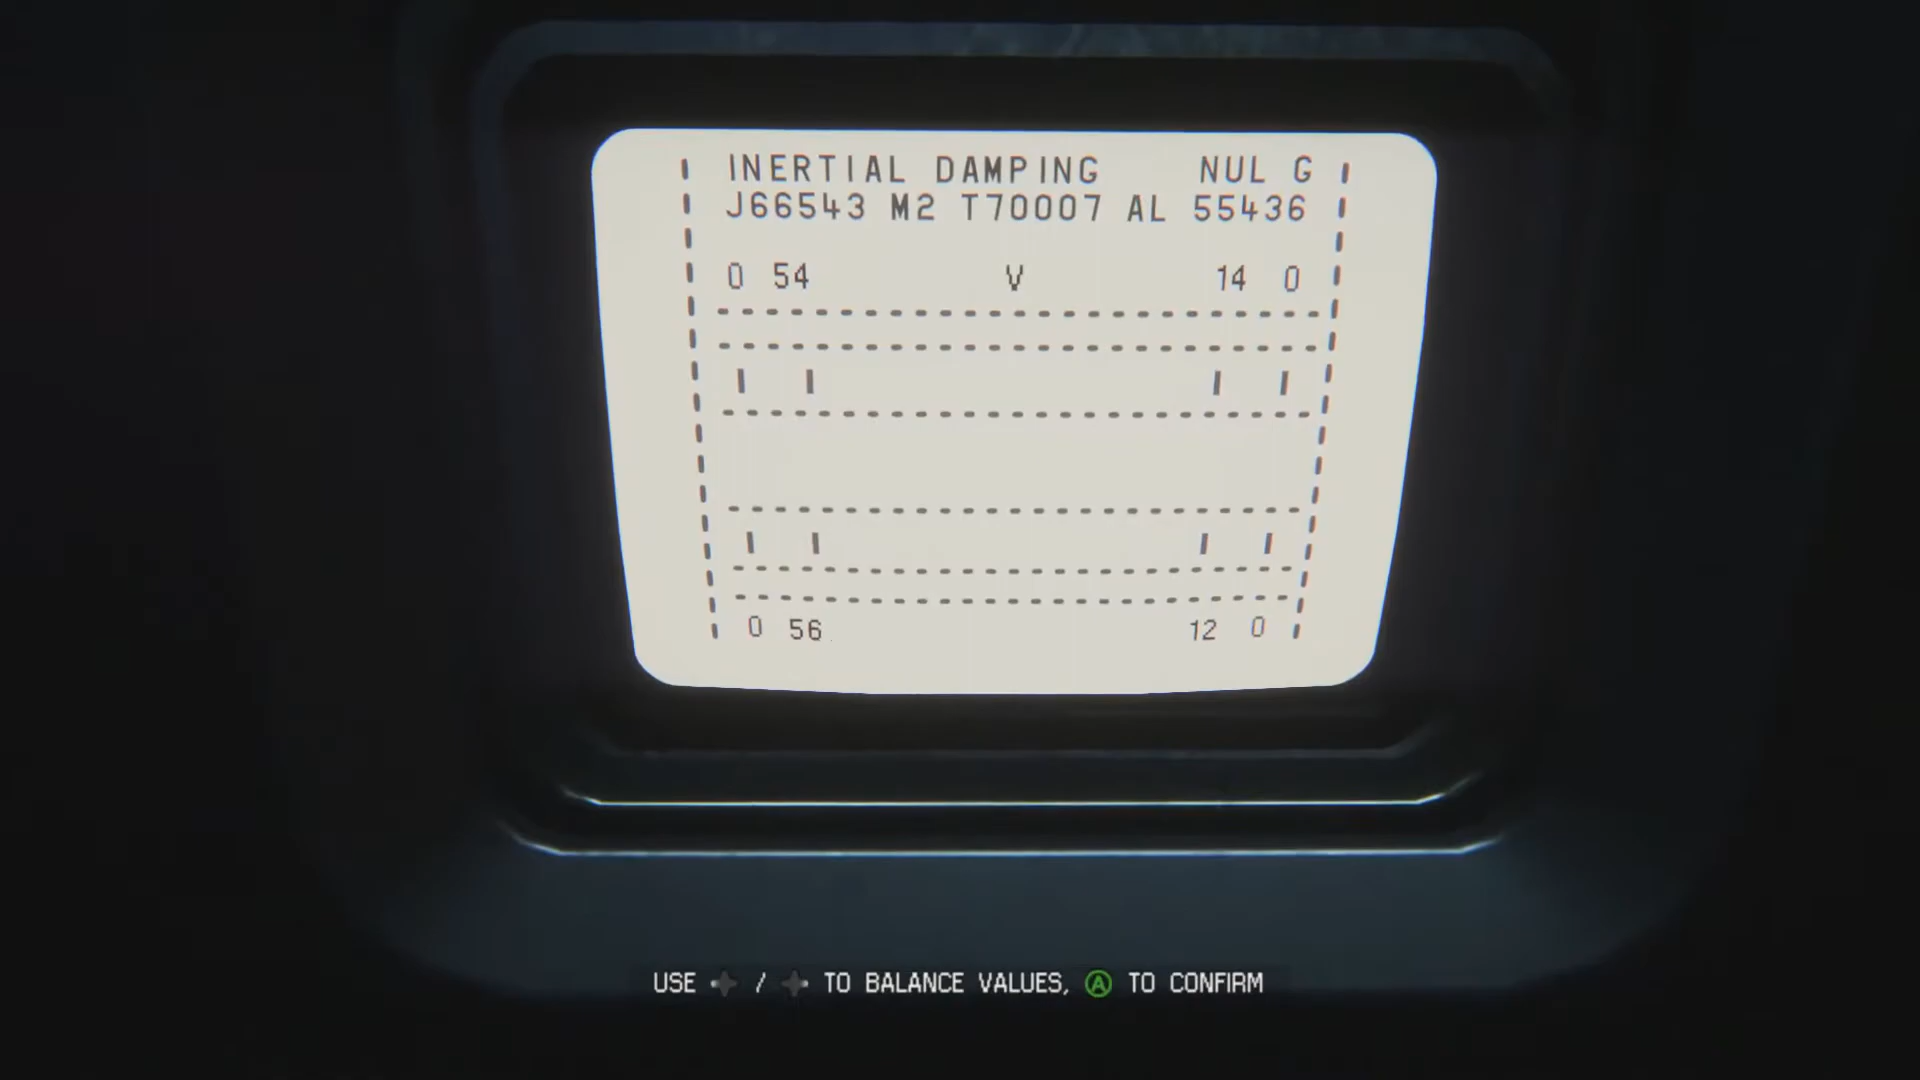 INERTIAL DAMPING NUL G
J66543 M2 T70007 AL 55436
0 54 V 14 0
0 56 12 0
USE / TO BALANCE VALUES, A TO CONFIRM